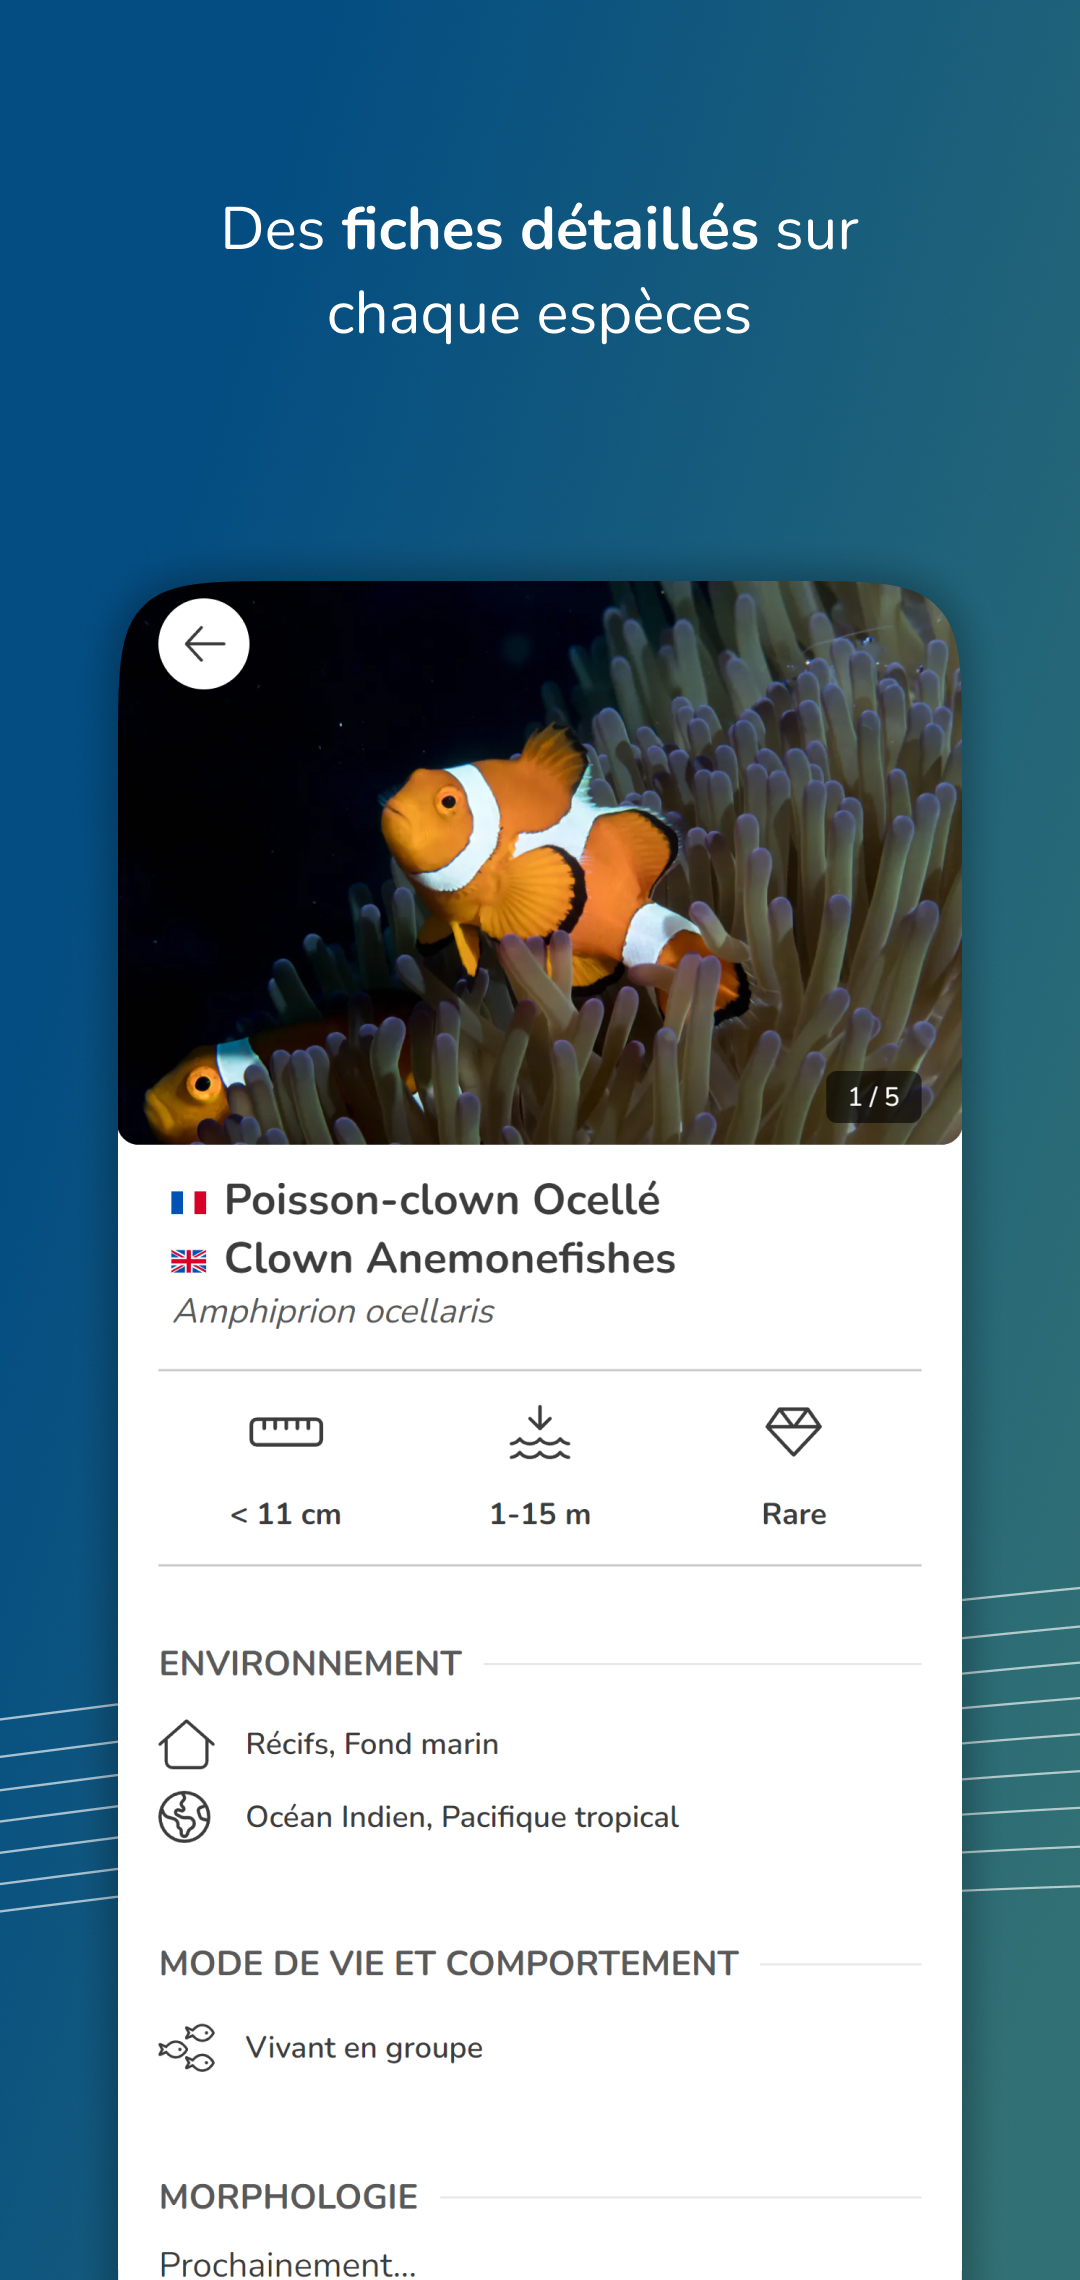 Des fiches détaillés sur
chaque espèces
1 / 5
Poisson-clown Ocellé
Clown Anemonefishes
Amphiprion ocellaris
< 11 cm
1-15 m
Rare
ENVIRONNEMENT
Récifs, Fond marin
Océan Indien, Pacifique tropical
MODE DE VIE ET COMPORTEMENT
Vivant en groupe
MORPHOLOGIE
Prochainement...